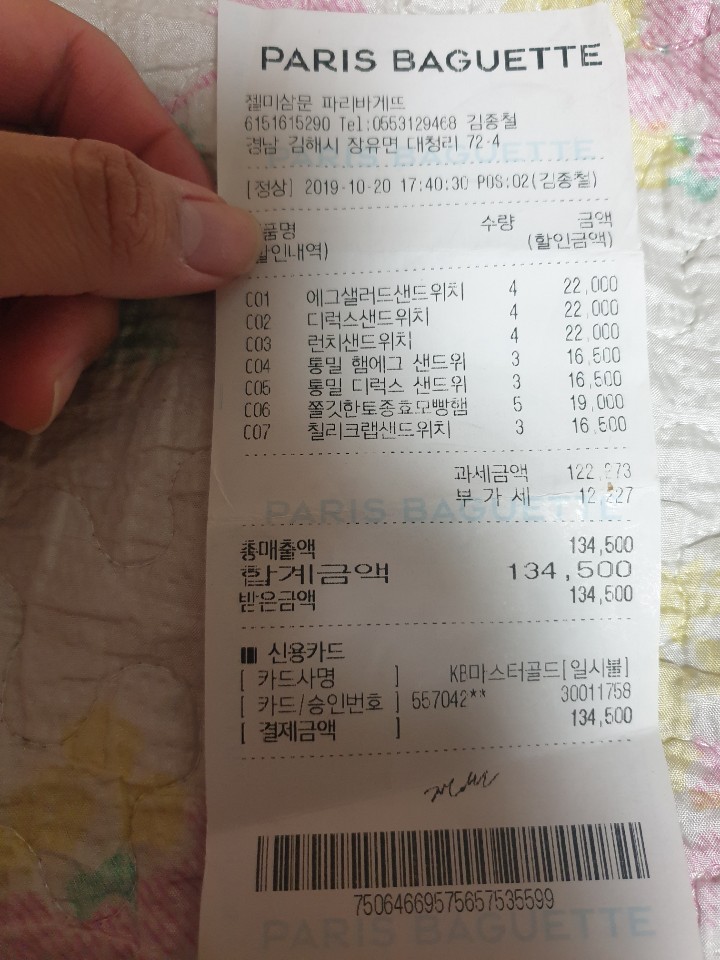 PARIS BAGUETTE
젤미삼문 파리바게뜨
6151615290 Tel:0553129468 김종철
경남 김해시 장유면 대청리 72-4
[정상] 2019-10-20 17:40:30 POS:02(김종철)
품명 수량 금액
할인내역) (할인금액)
C01 에그샐러드샌드위치 4 22,000
C02 디럭스샌드위치 4 22,000
C03 런치샌드위치 4 22,000
C04 통밀 햄에그 샌드위 3 16,500
C05 통밀 디럭스 샌드위 3 16,500
C06 쫄깃한토종효모빵햄 5 19,000
C07 칠리크랩샌드위치 3 16,500
과세금액 122,273
부 가 세 12,227
PARIS BAGUETTE
총매출액 134,500
합계금액 134,500
받은금액 134,500
신용카드
[ 카드사명 ] KB마스터골드[일시불]
[ 카드/승인번호 ] 557042** 30011758
[ 결제금액 ] 134,500
75064669575657535599
PARIS BAGUETTE